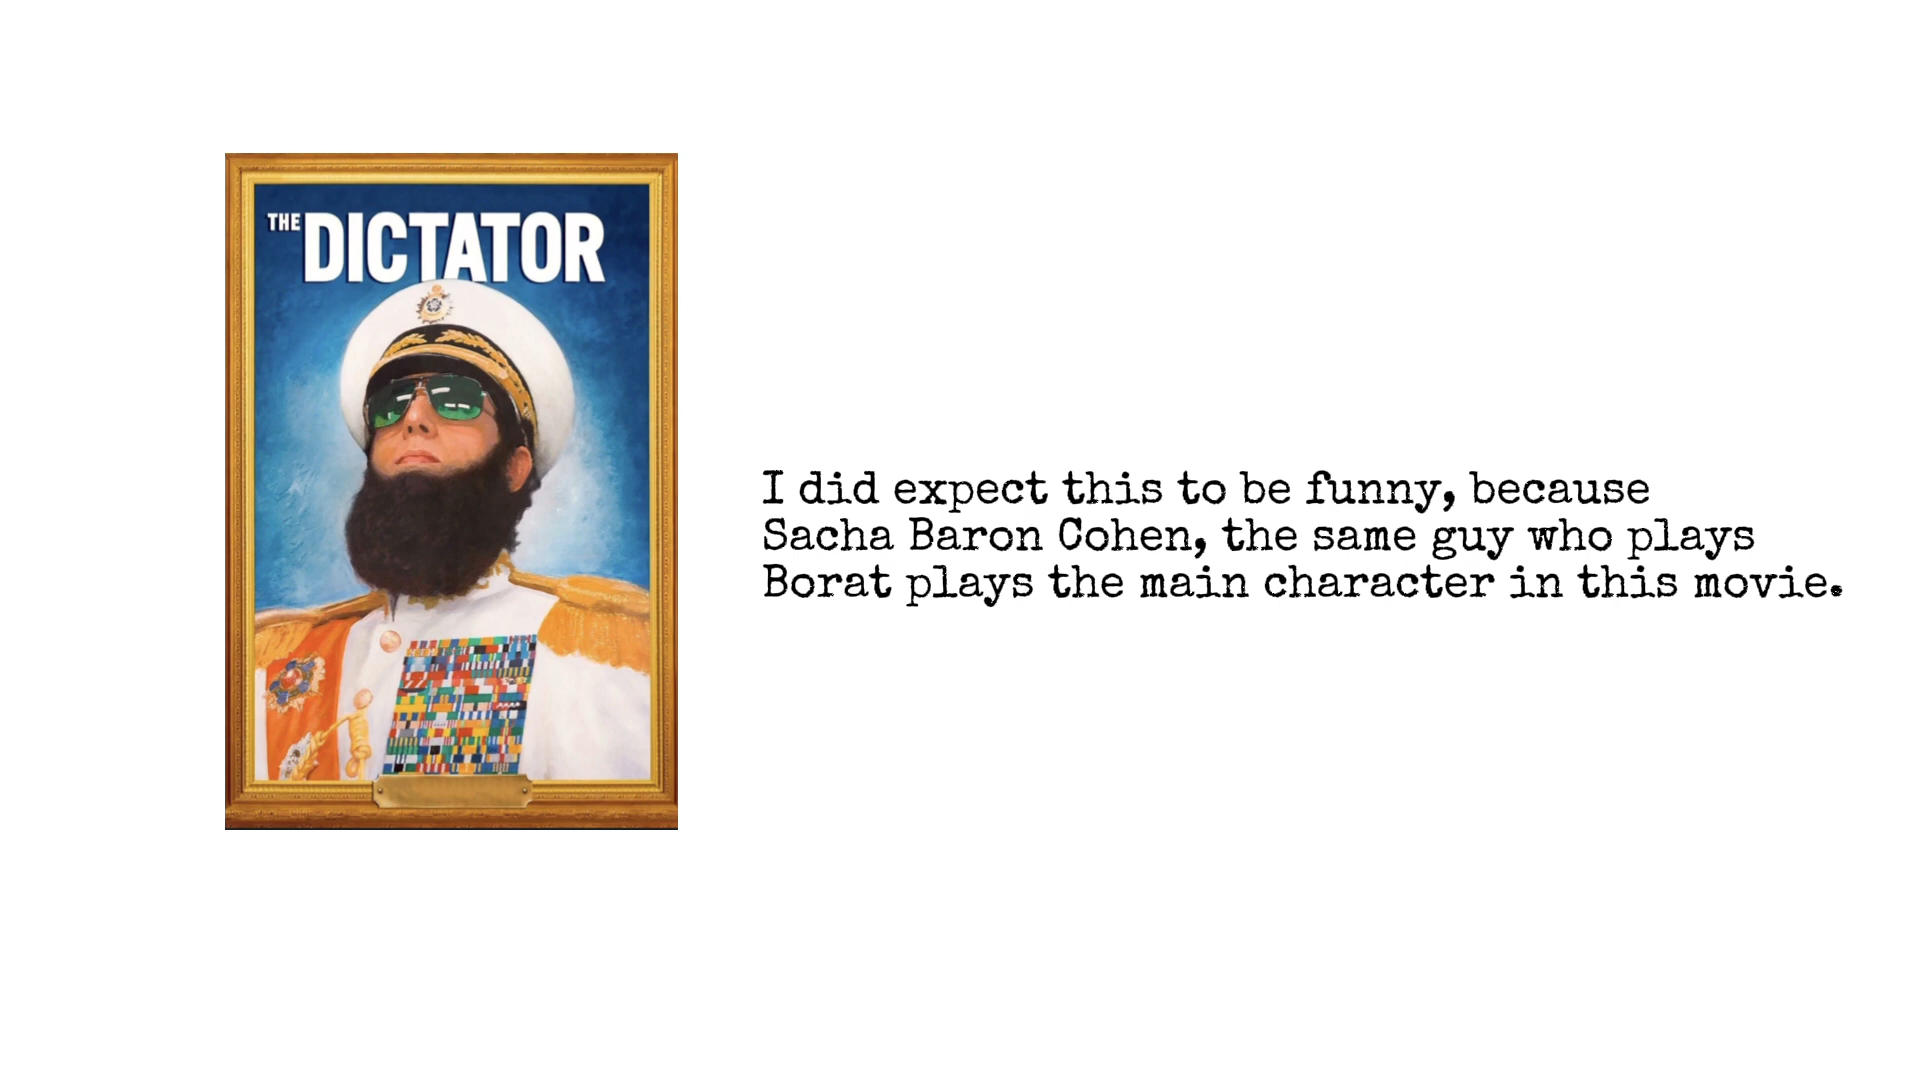 THE DICTATOR
I did expect this to be funny, because
Sacha Baron Cohen, the same guy who plays
Borat plays the main character in this movie.